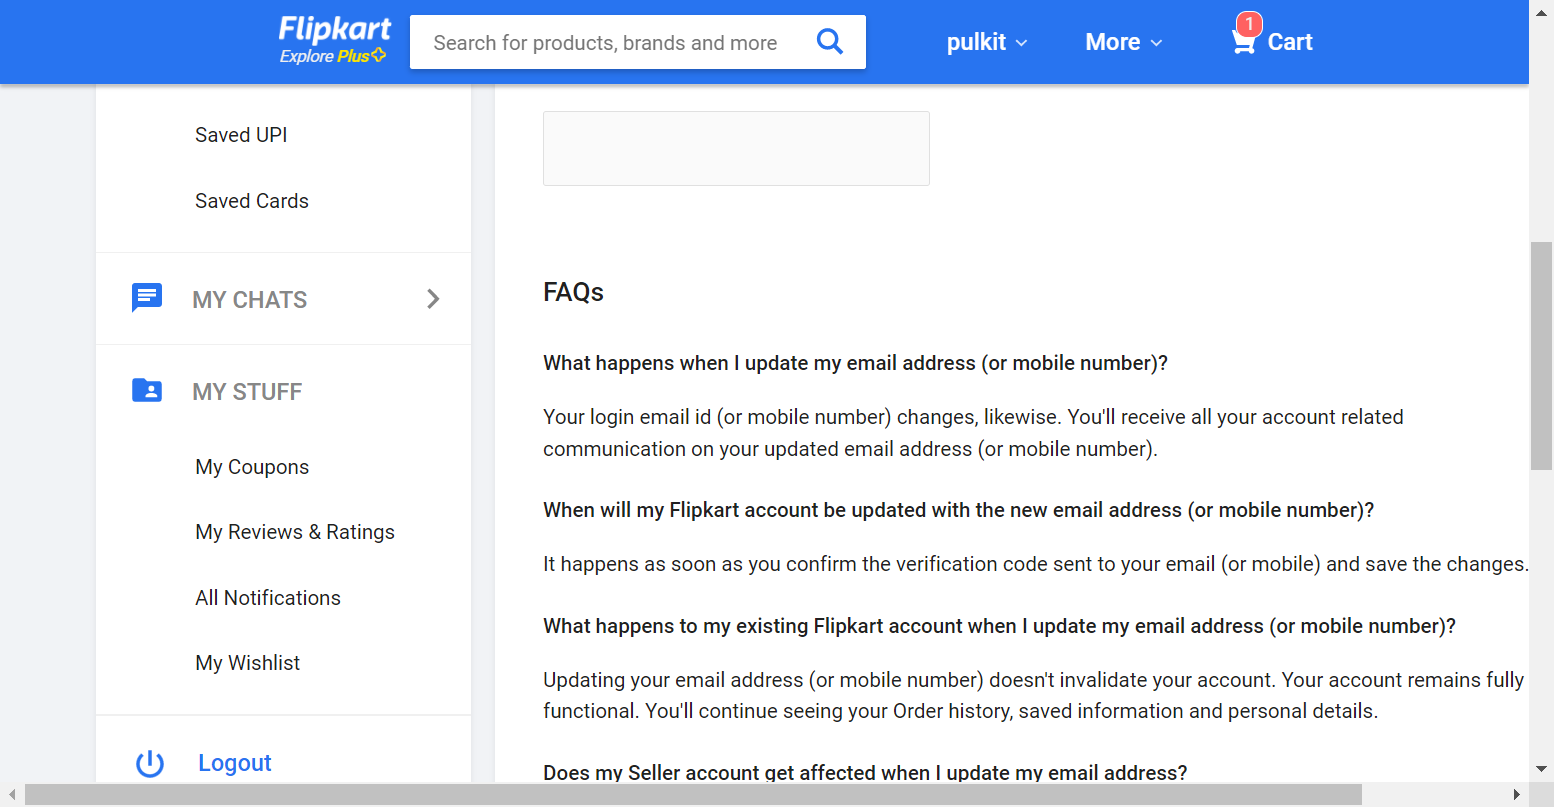 Flipkart
Explore Plus
Search for products, brands and more
pulkit
More
1
Cart
Saved UPI
Saved Cards
MY CHATS
MY STUFF
My Coupons
My Reviews & Ratings
All Notifications
My Wishlist
Logout
FAQs
What happens when I update my email address (or mobile number)?
Your login email id (or mobile number) changes, likewise. You'll receive all your account related
communication on your updated email address (or mobile number).
When will my Flipkart account be updated with the new email address (or mobile number)?
It happens as soon as you confirm the verification code sent to your email (or mobile) and save the changes.
What happens to my existing Flipkart account when I update my email address (or mobile number)?
Updating your email address (or mobile number) doesn't invalidate your account. Your account remains fully
functional. You'll continue seeing your Order history, saved information and personal details.
Does my Seller account get affected when I update my email address?